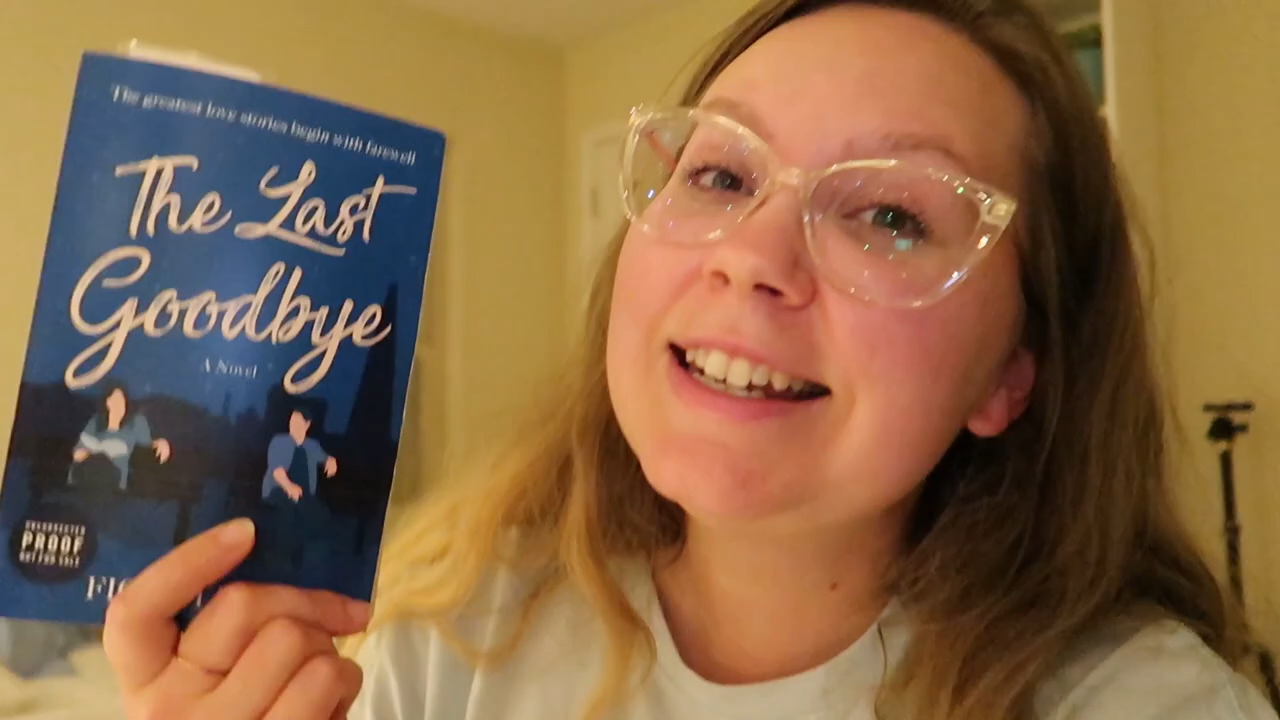 The greatest love stories begin with farewell
The Last
Goodbye
A Novel
UNCORRECTED
PROOF
NOT FOR SALE